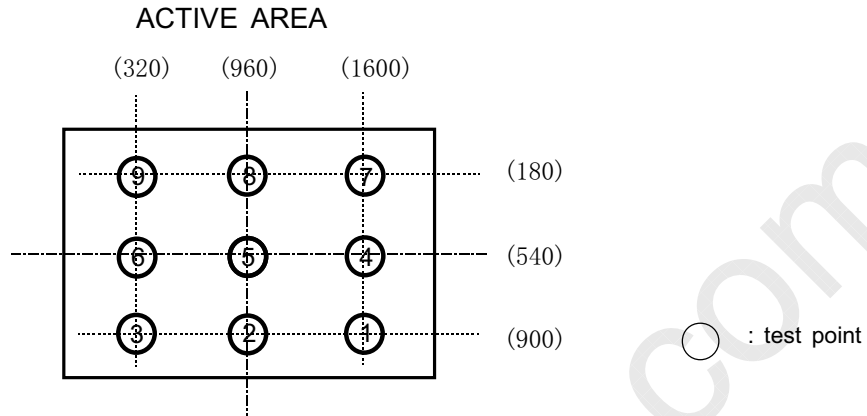 ACTIVE AREA
(320) (960) (1600)
9 8 7 (180)
6 5 4 (540)
3 2 1 (900)
: test point
com